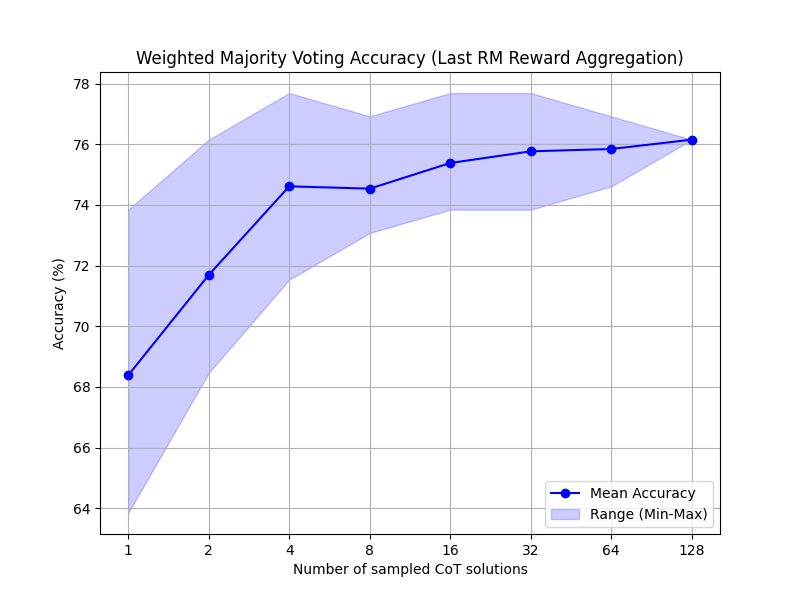 Weighted Majority Voting Accuracy (Last RM Reward Aggregation)
78
76
74
72
70
68
66
64
Accuracy (%)
Mean Accuracy
Range (Min-Max)
1 2 4 8 16 32 64 128
Number of sampled CoT solutions